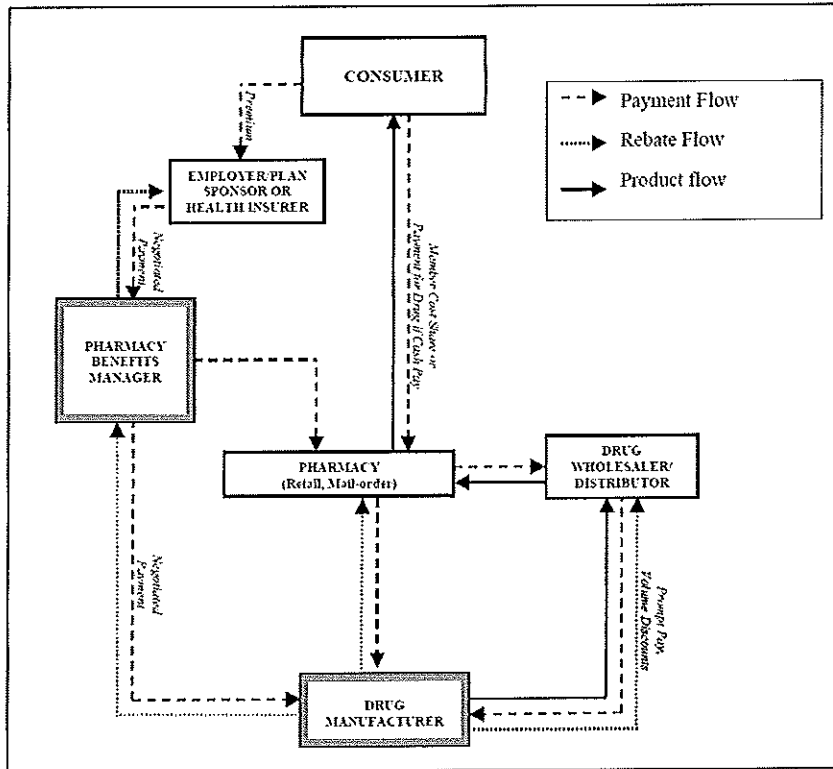 CONSUMER
Payment Flow
Rebate Flow
Product flow
Premium
EMPLOYER/PLAN
SPONSOR OR
HEALTH INSURER
Negotiated
Payment
Member Cost Share or
Payment for Drug if Cash Pay
PHARMACY
BENEFITS
MANAGER
PHARMACY
(Retail, Mail-order)
DRUG
WHOLESALER/
DISTRIBUTOR
Negotiated
Payment
Prompt Pay,
Volume Discounts
DRUG
MANUFACTURER